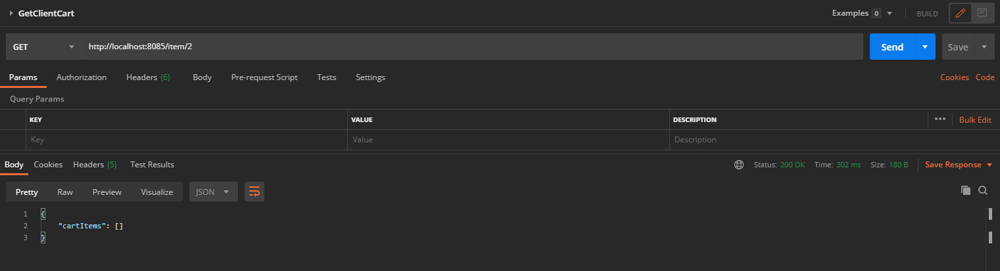 GetClientCart Examples 0 BUILD
GET http://localhost:8085/item/2 Send Save
Params Authorization Headers (6) Body Pre-request Script Tests Settings Cookies Code
Query Params
KEY VALUE DESCRIPTION ••• Bulk Edit
Key Value Description
Body Cookies Headers (5) Test Results Status: 200 OK Time: 302 ms Size: 180 B Save Response
Pretty Raw Preview Visualize JSON
1 {
2 "cartItems": []
3 }